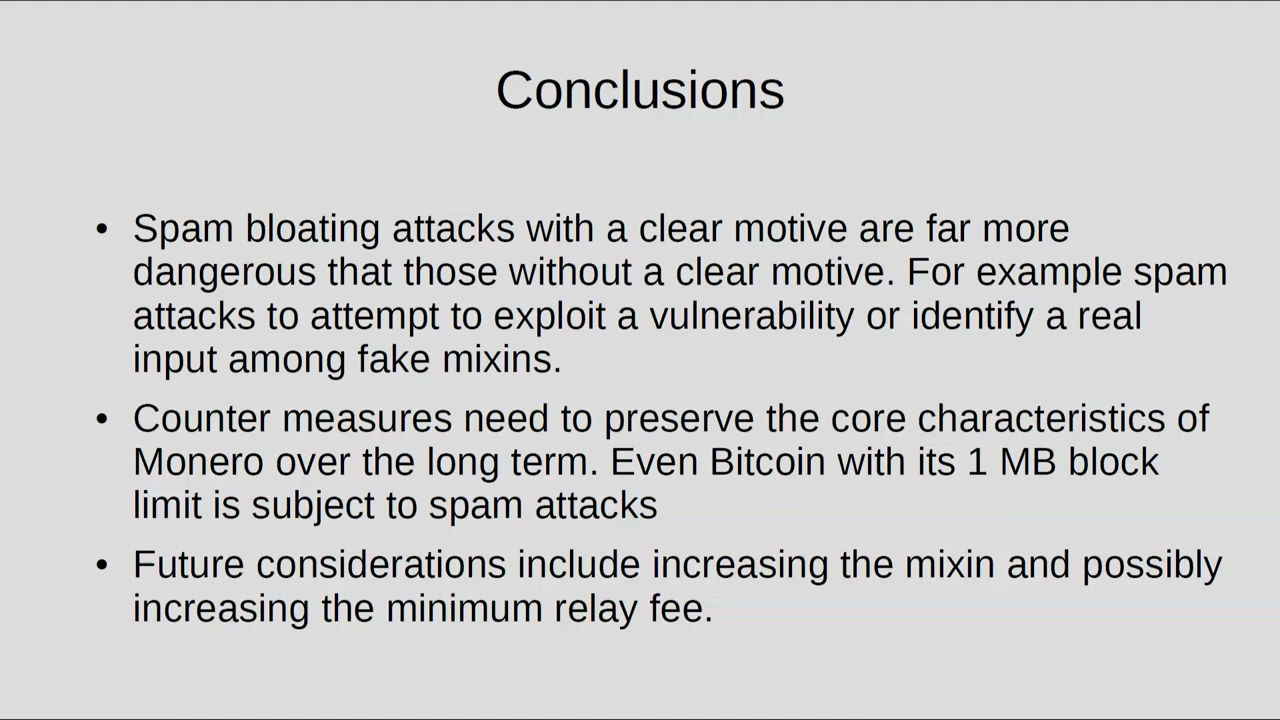 Conclusions
• Spam bloating attacks with a clear motive are far more
dangerous that those without a clear motive. For example spam
attacks to attempt to exploit a vulnerability or identify a real
input among fake mixins.
• Counter measures need to preserve the core characteristics of
Monero over the long term. Even Bitcoin with its 1 MB block
limit is subject to spam attacks
• Future considerations include increasing the mixin and possibly
increasing the minimum relay fee.